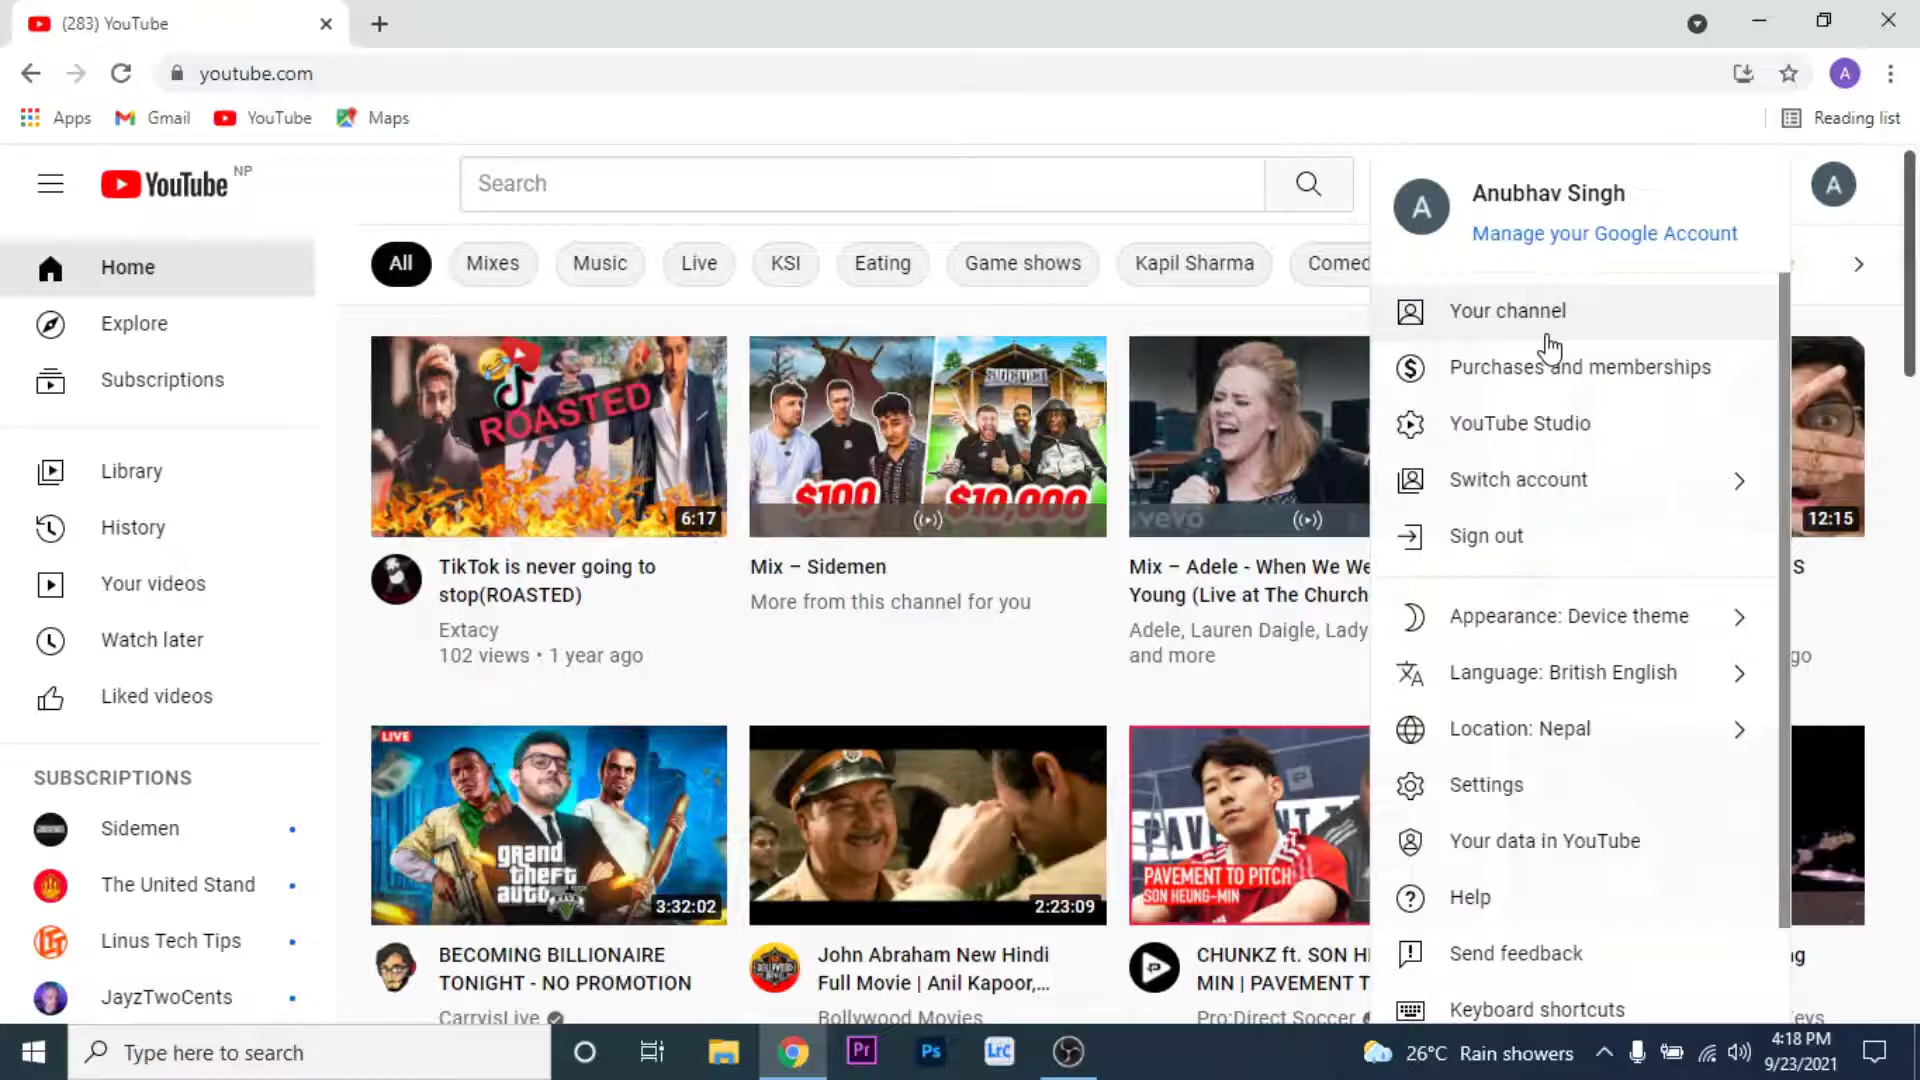 (283) YouTube
youtube.com
A
Apps
Gmail
YouTube
Maps
Reading list
YouTube NP
Search
A
Home
Explore
Subscriptions
Library
History
Your videos
Watch later
Liked videos
SUBSCRIPTIONS
Sidemen
The United Stand
Linus Tech Tips
JayzTwoCents
All
Mixes
Music
Live
KSI
Eating
Game shows
Kapil Sharma
Comed
ROASTED
6:17
TikTok is never going to
stop(ROASTED)
Extacy
102 views • 1 year ago
SIDEMEN
$100
$10,000
Mix – Sidemen
More from this channel for you
vevo
Mix – Adele - When We We
Young (Live at The Church
Adele, Lauren Daigle, Lady
and more
12:15
S
go
LIVE
grand
theft
auto
V
3:32:02
BECOMING BILLIONAIRE
TONIGHT - NO PROMOTION
CarryisLive
2:23:09
John Abraham New Hindi
Full Movie | Anil Kapoor,...
Bollywood Movies
PAVEMENT TO PITCH
SON HEUNG-MIN
CHUNKZ ft. SON H
MIN | PAVEMENT T
Pro:Direct Soccer
ng
eys
A
Anubhav Singh
Manage your Google Account
Your channel
Purchases and memberships
YouTube Studio
Switch account
Sign out
Appearance: Device theme
Language: British English
Location: Nepal
Settings
Your data in YouTube
Help
Send feedback
Keyboard shortcuts
Type here to search
Pr
Ps
LrC
26°C Rain showers
4:18 PM
9/23/2021